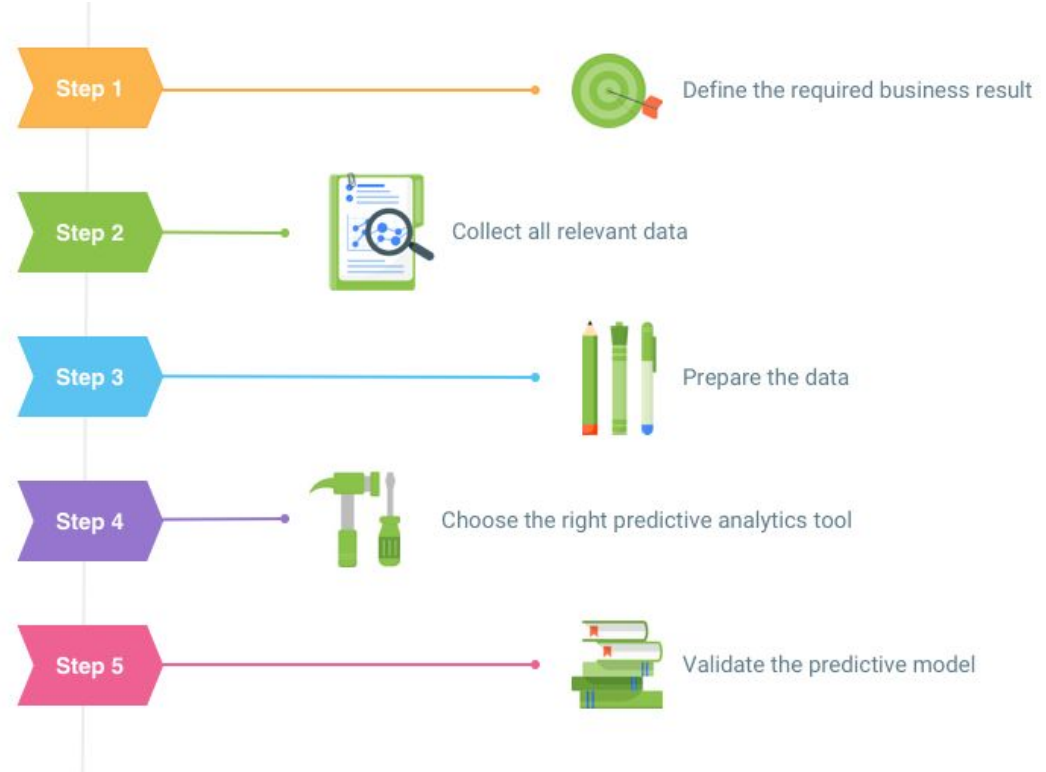 Step 1
Define the required business result
Step 2
Collect all relevant data
Step 3
Prepare the data
Step 4
Choose the right predictive analytics tool
Step 5
Validate the predictive model